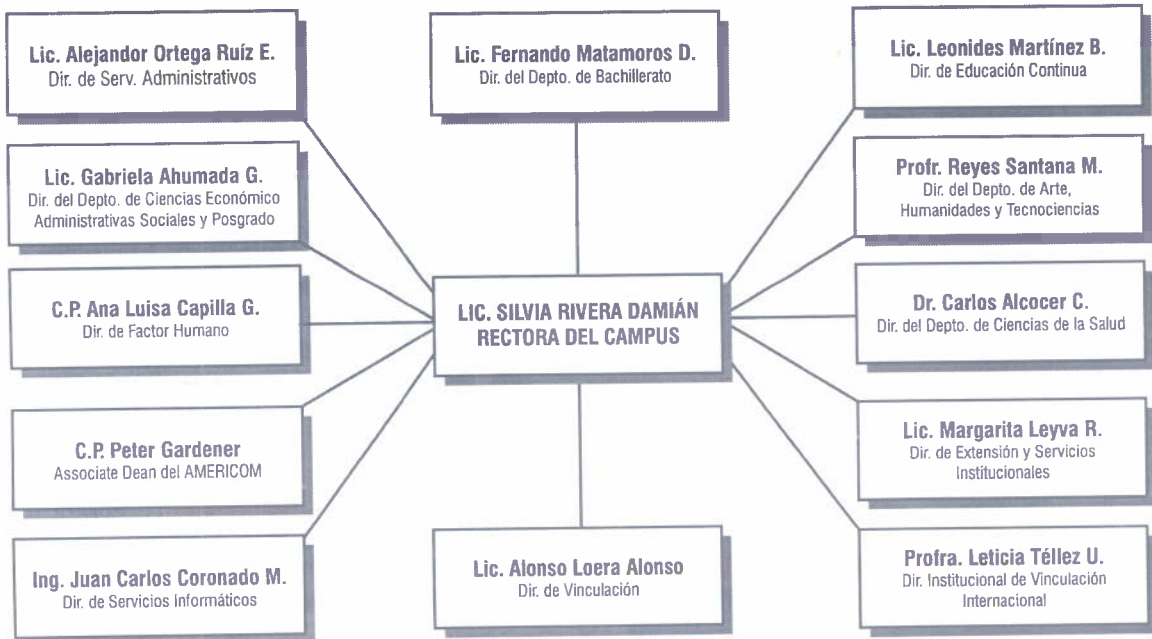 Lic. Alejandor Ortega Ruíz E.
Dir. de Serv. Administrativos
Lic. Fernando Matamoros D.
Dir. del Depto. de Bachillerato
Lic. Leonides Martínez B.
Dir. de Educación Continua
Lic. Gabriela Ahumada G.
Dir. del Depto. de Ciencias Económico
Administrativas Sociales y Posgrado
Profr. Reyes Santana M.
Dir. del Depto. de Arte,
Humanidades y Tecnociencias
C.P. Ana Luisa Capilla G.
Dir. de Factor Humano
LIC. SILVIA RIVERA DAMIÁN
RECTORA DEL CAMPUS
Dr. Carlos Alcocer C.
Dir. del Depto. de Ciencias de la Salud
C.P. Peter Gardener
Associate Dean del AMERICOM
Lic. Margarita Leyva R.
Dir. de Extensión y Servicios
Institucionales
Ing. Juan Carlos Coronado M.
Dir. de Servicios Informáticos
Lic. Alonso Loera Alonso
Dir. de Vinculación
Profra. Leticia Téllez U.
Dir. Institucional de Vinculación
Internacional